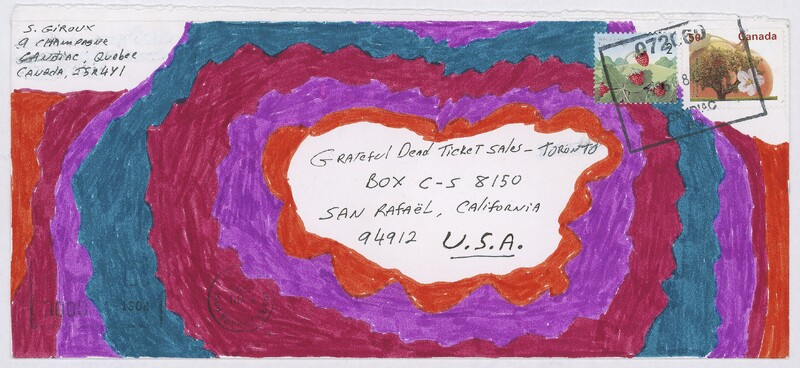 S. GIROUX
9 CHAMPAGNE
CANDIAC, Quebec
CANADA, J5R4Y1
Canada
GRATEFUL DEAD TICKET SALES - TORONTO
BOX C-S 8150
SAN RAFAËL, CALIFORNIA
94912 U.S.A.